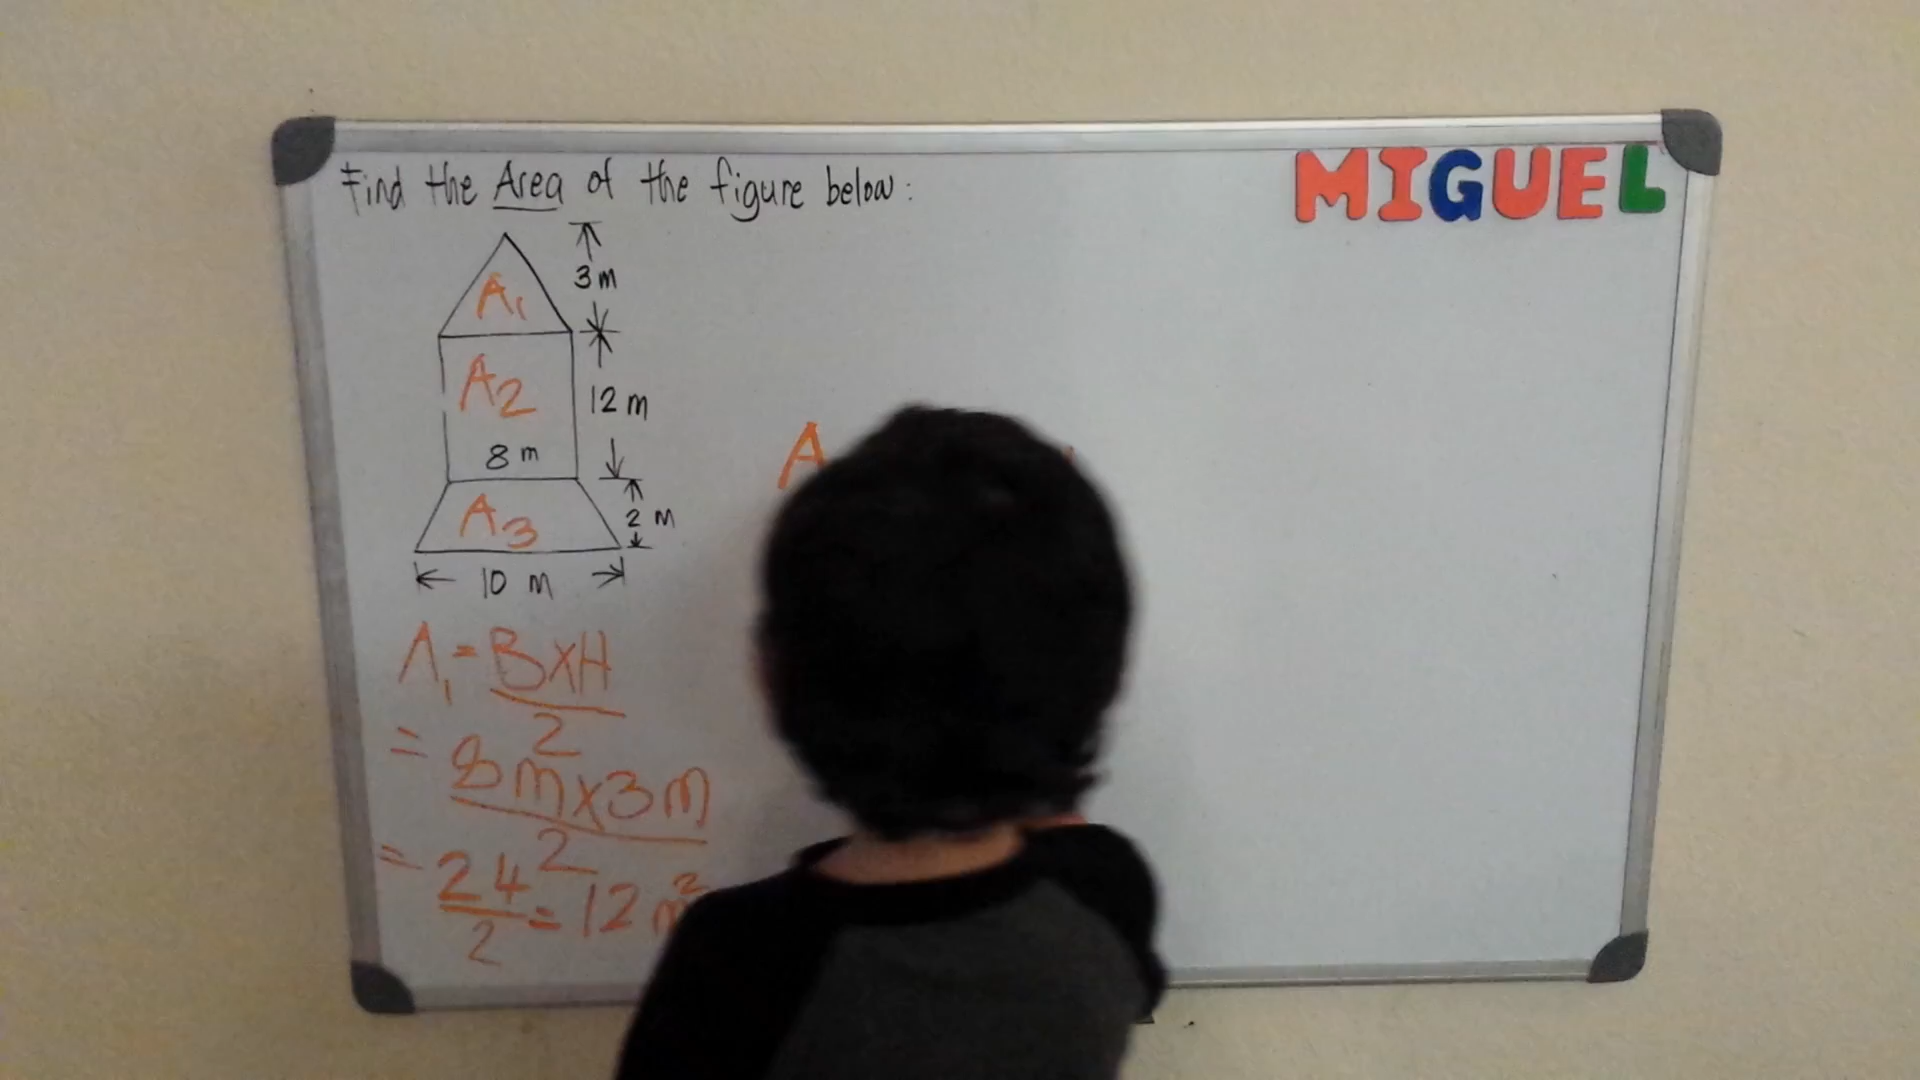 Find the Area of the figure below:
MIGUEL
A1
3 m
A2
12 m
8 m
A3
2 m
10 m
A1 = B×H
2
= 8m×3m
2
= 24
2
= 12 m²
A